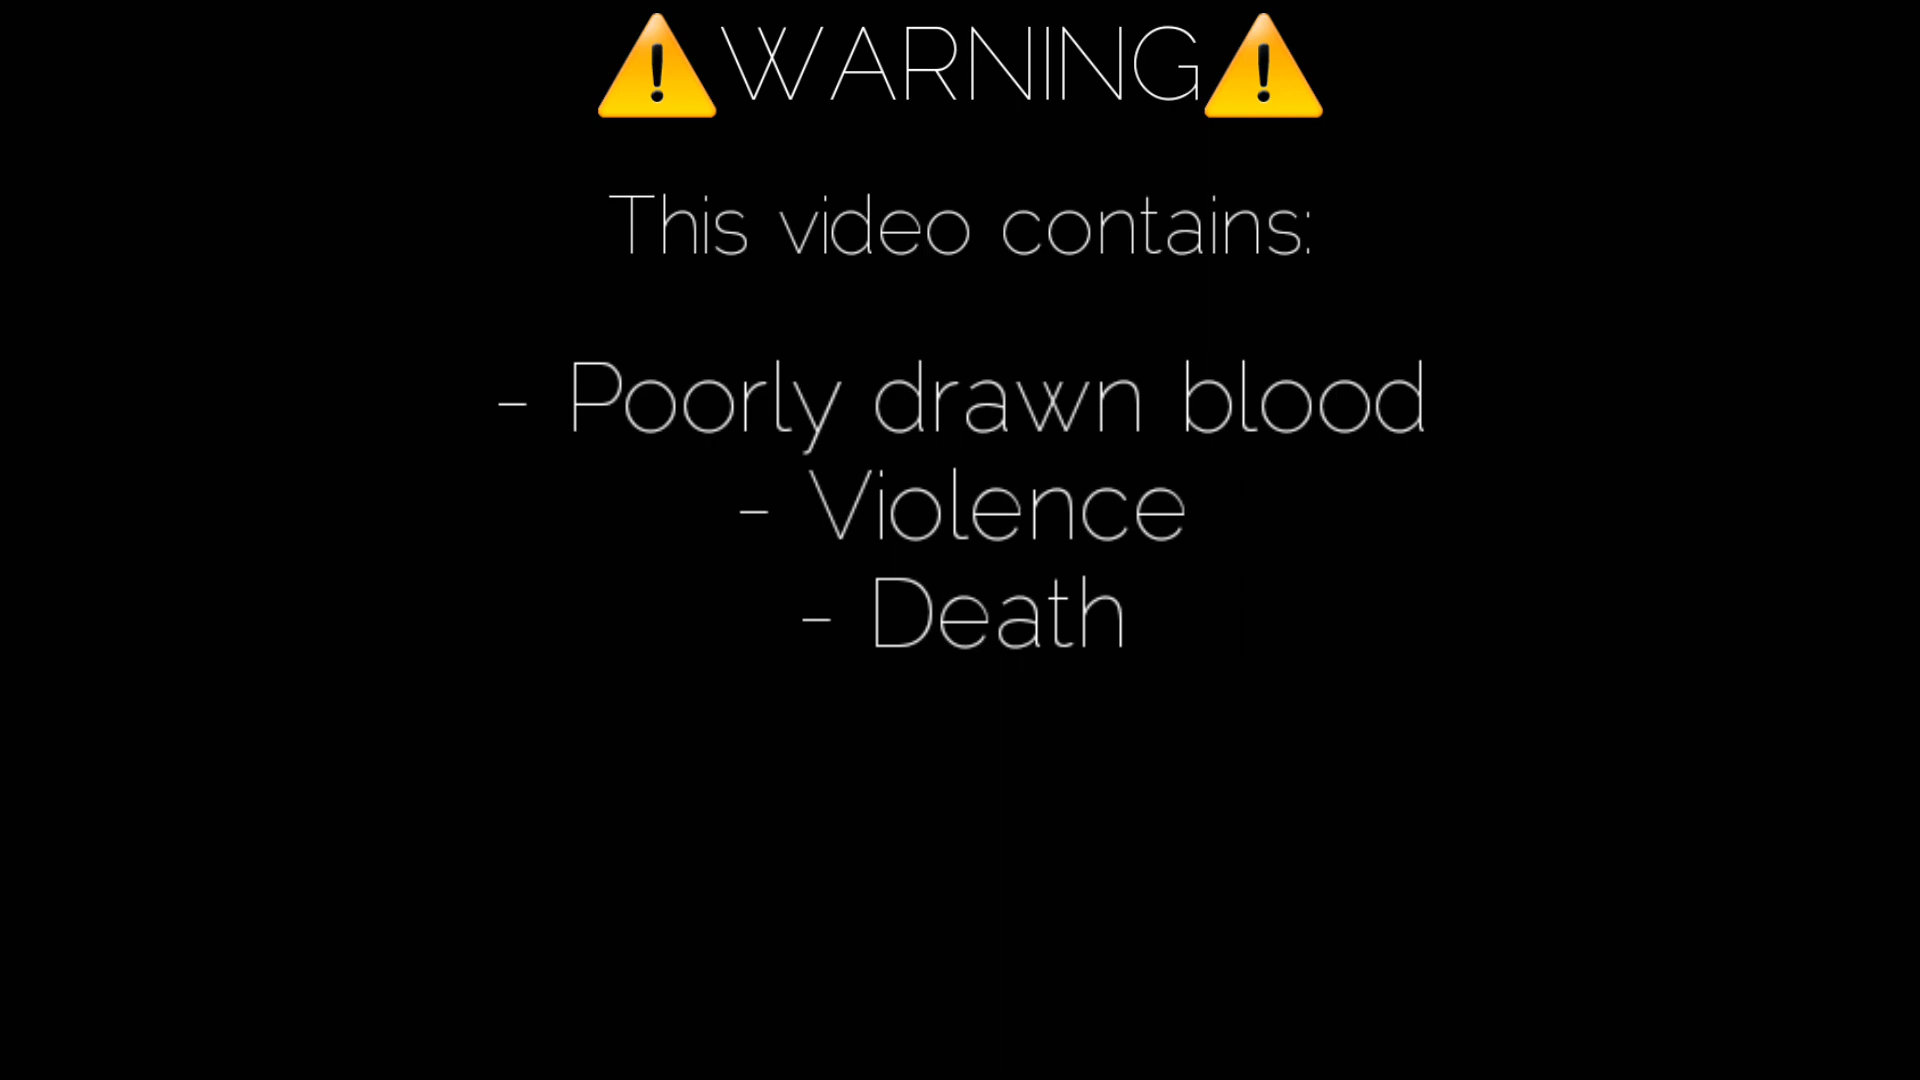 ⚠️WARNING⚠️
This video contains:
- Poorly drawn blood
- Violence
- Death